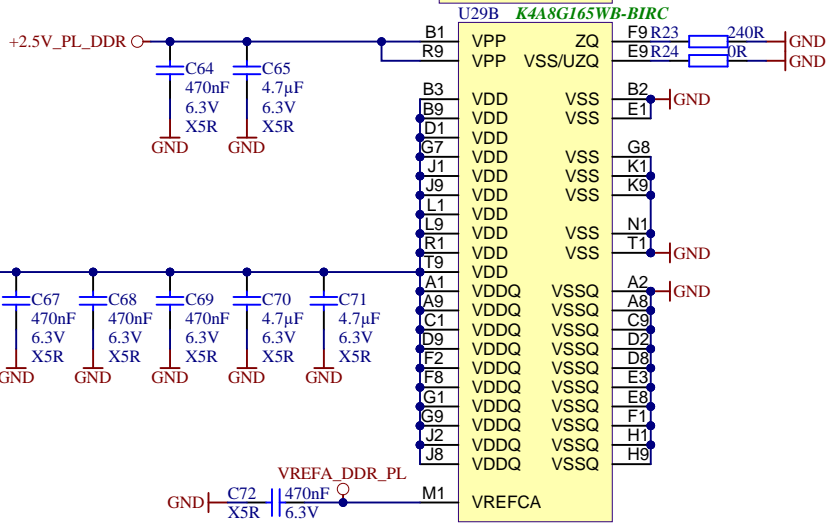 U29B K4A8G165WB-BIRC
+2.5V_PL_DDR B1 VPP ZQ F9 R23 240R GND
R9 VPP VSS/UZQ E9 R24 0R GND
C64 C65
470nF 4.7µF
6.3V 6.3V
X5R X5R
GND GND
B3 VDD VSS B2 GND
B9 VDD VSS E1
D1 VDD
G7 VDD VSS G8
J1 VDD VSS K1
J9 VDD VSS K9
L1 VDD
L9 VDD VSS N1
R1 VDD VSS T1 GND
T9 VDD
A1 VDDQ VSSQ A2 GND
A9 VDDQ VSSQ A8
C1 VDDQ VSSQ C9
D9 VDDQ VSSQ D2
F2 VDDQ VSSQ D8
F8 VDDQ VSSQ E3
G1 VDDQ VSSQ E8
G9 VDDQ VSSQ F1
J2 VDDQ VSSQ H1
J8 VDDQ VSSQ H9
C67 C68 C69 C70 C71
470nF 470nF 470nF 4.7µF 4.7µF
6.3V 6.3V 6.3V 6.3V 6.3V
X5R X5R X5R X5R X5R
GND GND GND GND GND
VREFA_DDR_PL
GND C72 470nF M1 VREFCA
X5R 6.3V